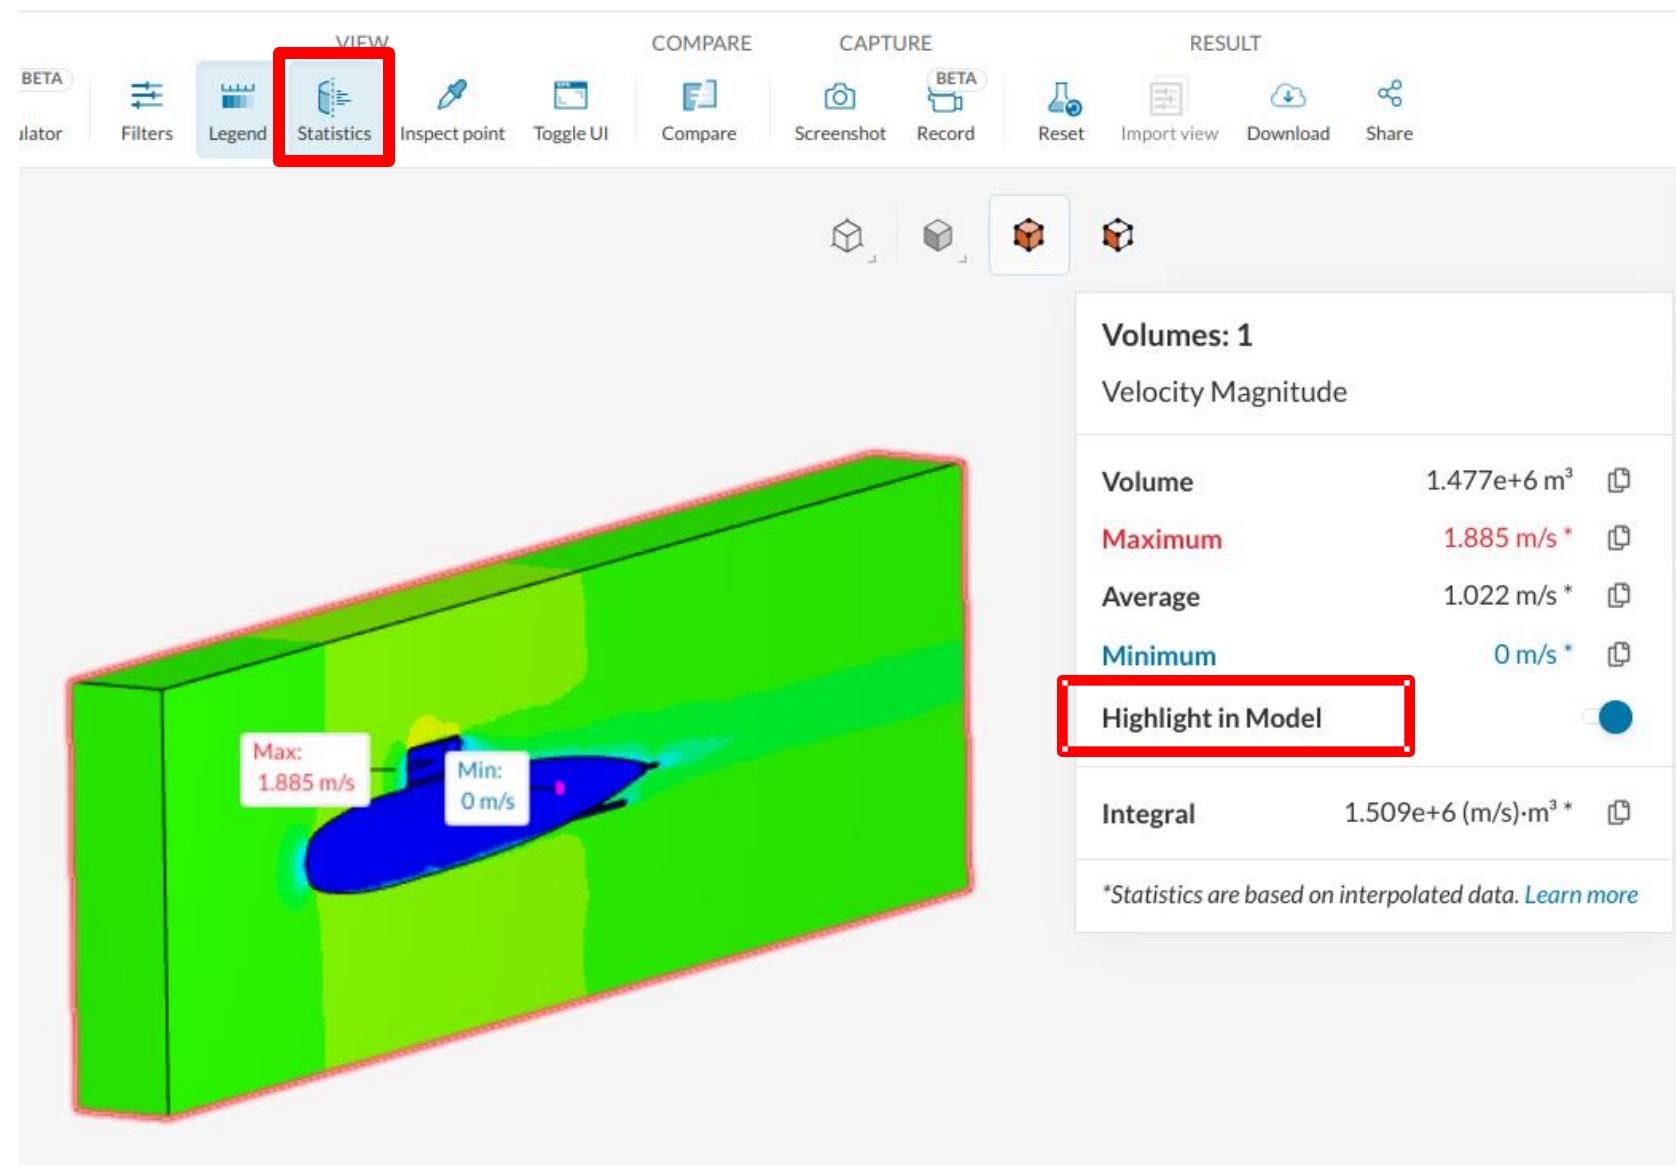 VIEW COMPARE CAPTURE RESULT
BETA BETA
ulator Filters Legend Statistics Inspect point Toggle UI Compare Screenshot Record Reset Import view Download Share
Volumes: 1
Velocity Magnitude
Volume 1.477e+6 m³
Maximum 1.885 m/s *
Average 1.022 m/s *
Minimum 0 m/s *
Highlight in Model
Integral 1.509e+6 (m/s)·m³ *
*Statistics are based on interpolated data. Learn more
Max:
1.885 m/s
Min:
0 m/s